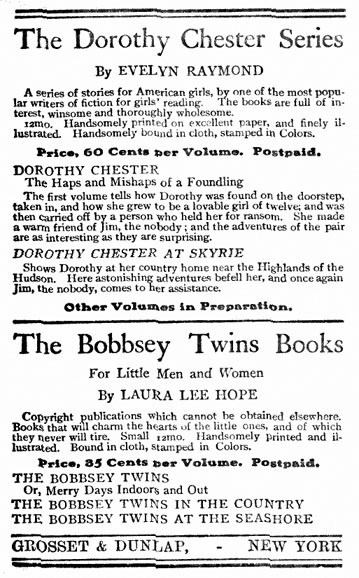 The Dorothy Chester Series
By EVELYN RAYMOND
A series of stories for American girls, by one of the most popu-
lar writers of fiction for girls' reading. The books are full of in-
terest, winsome and thoroughly wholesome.
12mo. Handsomely printed on excellent paper, and finely il-
lustrated. Handsomely bound in cloth, stamped in Colors.
Price, 60 Cents per Volume. Postpaid.
DOROTHY CHESTER
The Haps and Mishaps of a Foundling
The first volume tells how Dorothy was found on the doorstep,
taken in, and how she grew to be a lovable girl of twelve; and was
then carried off by a person who held her for ransom. She made
a warm friend of Jim, the nobody; and the adventures of the pair
are as interesting as they are surprising.
DOROTHY CHESTER AT SKYRIE
Shows Dorothy at her country home near the Highlands of the
Hudson. Here astonishing adventures befell her, and once again
Jim, the nobody, comes to her assistance.
Other Volumes in Preparation.
The Bobbsey Twins Books
For Little Men and Women
By LAURA LEE HOPE
Copyright publications which cannot be obtained elsewhere.
Books that will charm the hearts of the little ones, and of which
they never will tire. Small 12mo. Handsomely printed and il-
lustrated. Bound in cloth, stamped in Colors.
Price, 35 Cents per Volume. Postpaid.
THE BOBBSEY TWINS
Or, Merry Days Indoors and Out
THE BOBBSEY TWINS IN THE COUNTRY
THE BOBBSEY TWINS AT THE SEASHORE
GROSSET & DUNLAP, - NEW YORK